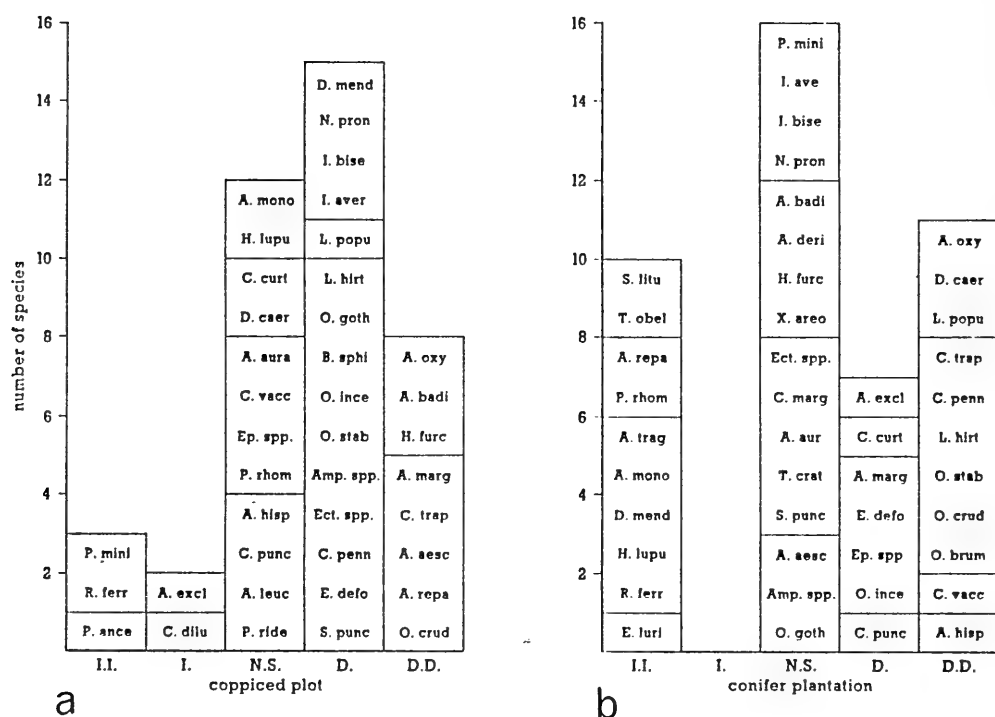 number of species
16
14
12
10
8
6
4
2
P. mini
R. ferr
P. ance
I.I.
A. excl
C. dilu
I.
A. mono
H. lupu
C. curt
D. caer
A. aura
C. vacc
Ep. spp.
P. rhom
A. hisp
C. punc
A. leuc
P. ride
N.S.
D. mend
N. pron
I. bise
I. aver
L. popu
L. hirt
O. goth
B. sphi
O. ince
O. stab
Amp. spp.
Ect. spp.
C. penn
E. defo
S. punc
D.
A. oxy
A. badi
H. furc
A. marg
C. trap
A. aesc
A. repa
O. crud
D.D.
coppiced plot
a
number of species
16
14
12
10
8
6
4
2
S. litu
T. obel
A. repa
P. rhom
A. trag
A. mono
D. mend
H. lupu
R. ferr
E. luri
I.I.
I.
P. mini
I. ave
I. bise
N. pron
A. badi
A. deri
H. furc
X. areo
Ect. spp.
C. marg
A. aur
T. crat
S. punc
A. aesc
Amp. spp.
O. goth
N.S.
A. excl
C. curt
A. marg
E. defo
Ep. spp
O. ince
C. punc
D.
A. oxy
D. caer
L. popu
C. trap
C. penn
L. hirt
O. stab
O. crud
O. brum
C. vacc
A. hisp
D.D.
conifer plantation
b